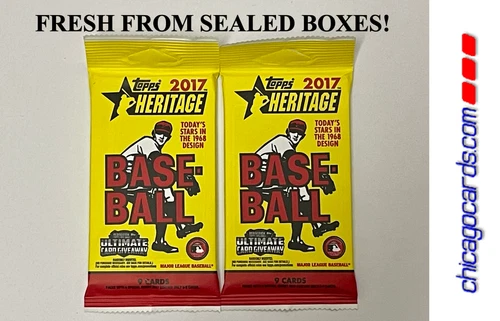 FRESH FROM SEALED BOXES!
topps 2017
HERITAGE
TODAY'S
STARS IN
THE 1968
DESIGN
BASE-
BALL
ULTIMATE
CARD GIVEAWAY
MAJOR LEAGUE BASEBALL
9 CARDS
topps 2017
HERITAGE
TODAY'S
STARS IN
THE 1968
DESIGN
BASE-
BALL
ULTIMATE
CARD GIVEAWAY
MAJOR LEAGUE BASEBALL
9 CARDS
chicagocards.com